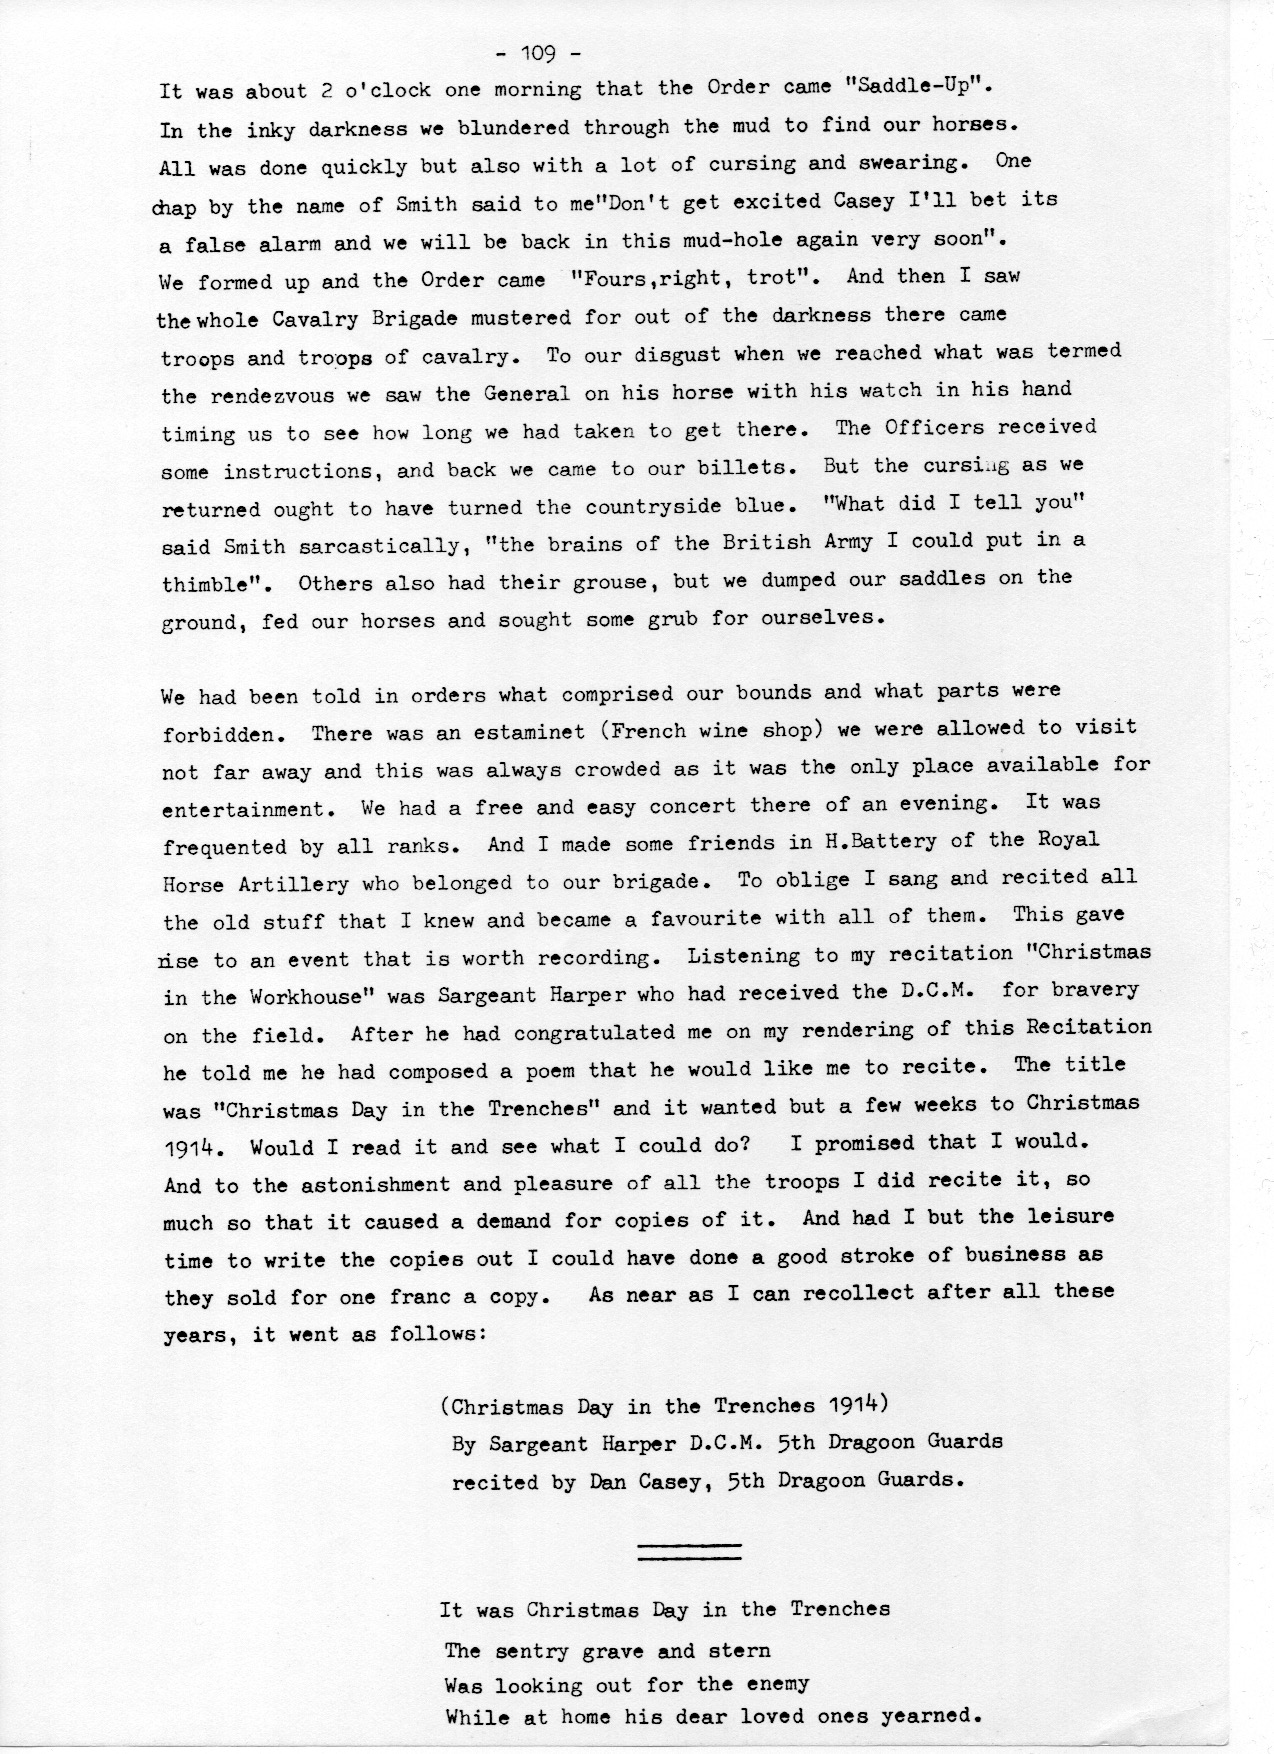 - 109 -
It was about 2 o'clock one morning that the Order came "Saddle-Up".
In the inky darkness we blundered through the mud to find our horses.
All was done quickly but also with a lot of cursing and swearing.  One
chap by the name of Smith said to me"Don't get excited Casey I'll bet its
a false alarm and we will be back in this mud-hole again very soon".
We formed up and the Order came "Fours,right, trot".  And then I saw
the whole Cavalry Brigade mustered for out of the darkness there came
troops and troops of cavalry.  To our disgust when we reached what was termed
the rendezvous we saw the General on his horse with his watch in his hand
timing us to see how long we had taken to get there.  The Officers received
some instructions, and back we came to our billets.  But the cursing as we
returned ought to have turned the countryside blue.  "What did I tell you"
said Smith sarcastically, "the brains of the British Army I could put in a
thimble".  Others also had their grouse, but we dumped our saddles on the
ground, fed our horses and sought some grub for ourselves.
We had been told in orders what comprised our bounds and what parts were
forbidden.  There was an estaminet (French wine shop) we were allowed to visit
not far away and this was always crowded as it was the only place available for
entertainment.  We had a free and easy concert there of an evening.  It was
frequented by all ranks.  And I made some friends in H.Battery of the Royal
Horse Artillery who belonged to our brigade.  To oblige I sang and recited all
the old stuff that I knew and became a favourite with all of them.  This gave
rise to an event that is worth recording.  Listening to my recitation "Christmas
in the Workhouse" was Sargeant Harper who had received the D.C.M.  for bravery
on the field.  After he had congratulated me on my rendering of this Recitation
he told me he had composed a poem that he would like me to recite.  The title
was "Christmas Day in the Trenches" and it wanted but a few weeks to Christmas
1914.  Would I read it and see what I could do?   I promised that I would.
And to the astonishment and pleasure of all the troops I did recite it, so
much so that it caused a demand for copies of it.  And had I but the leisure
time to write the copies out I could have done a good stroke of business as
they sold for one franc a copy.   As near as I can recollect after all these
years, it went as follows:
(Christmas Day in the Trenches 1914)
By Sargeant Harper D.C.M. 5th Dragoon Guards
recited by Dan Casey, 5th Dragoon Guards.
It was Christmas Day in the Trenches
The sentry grave and stern
Was looking out for the enemy
While at home his dear loved ones yearned.